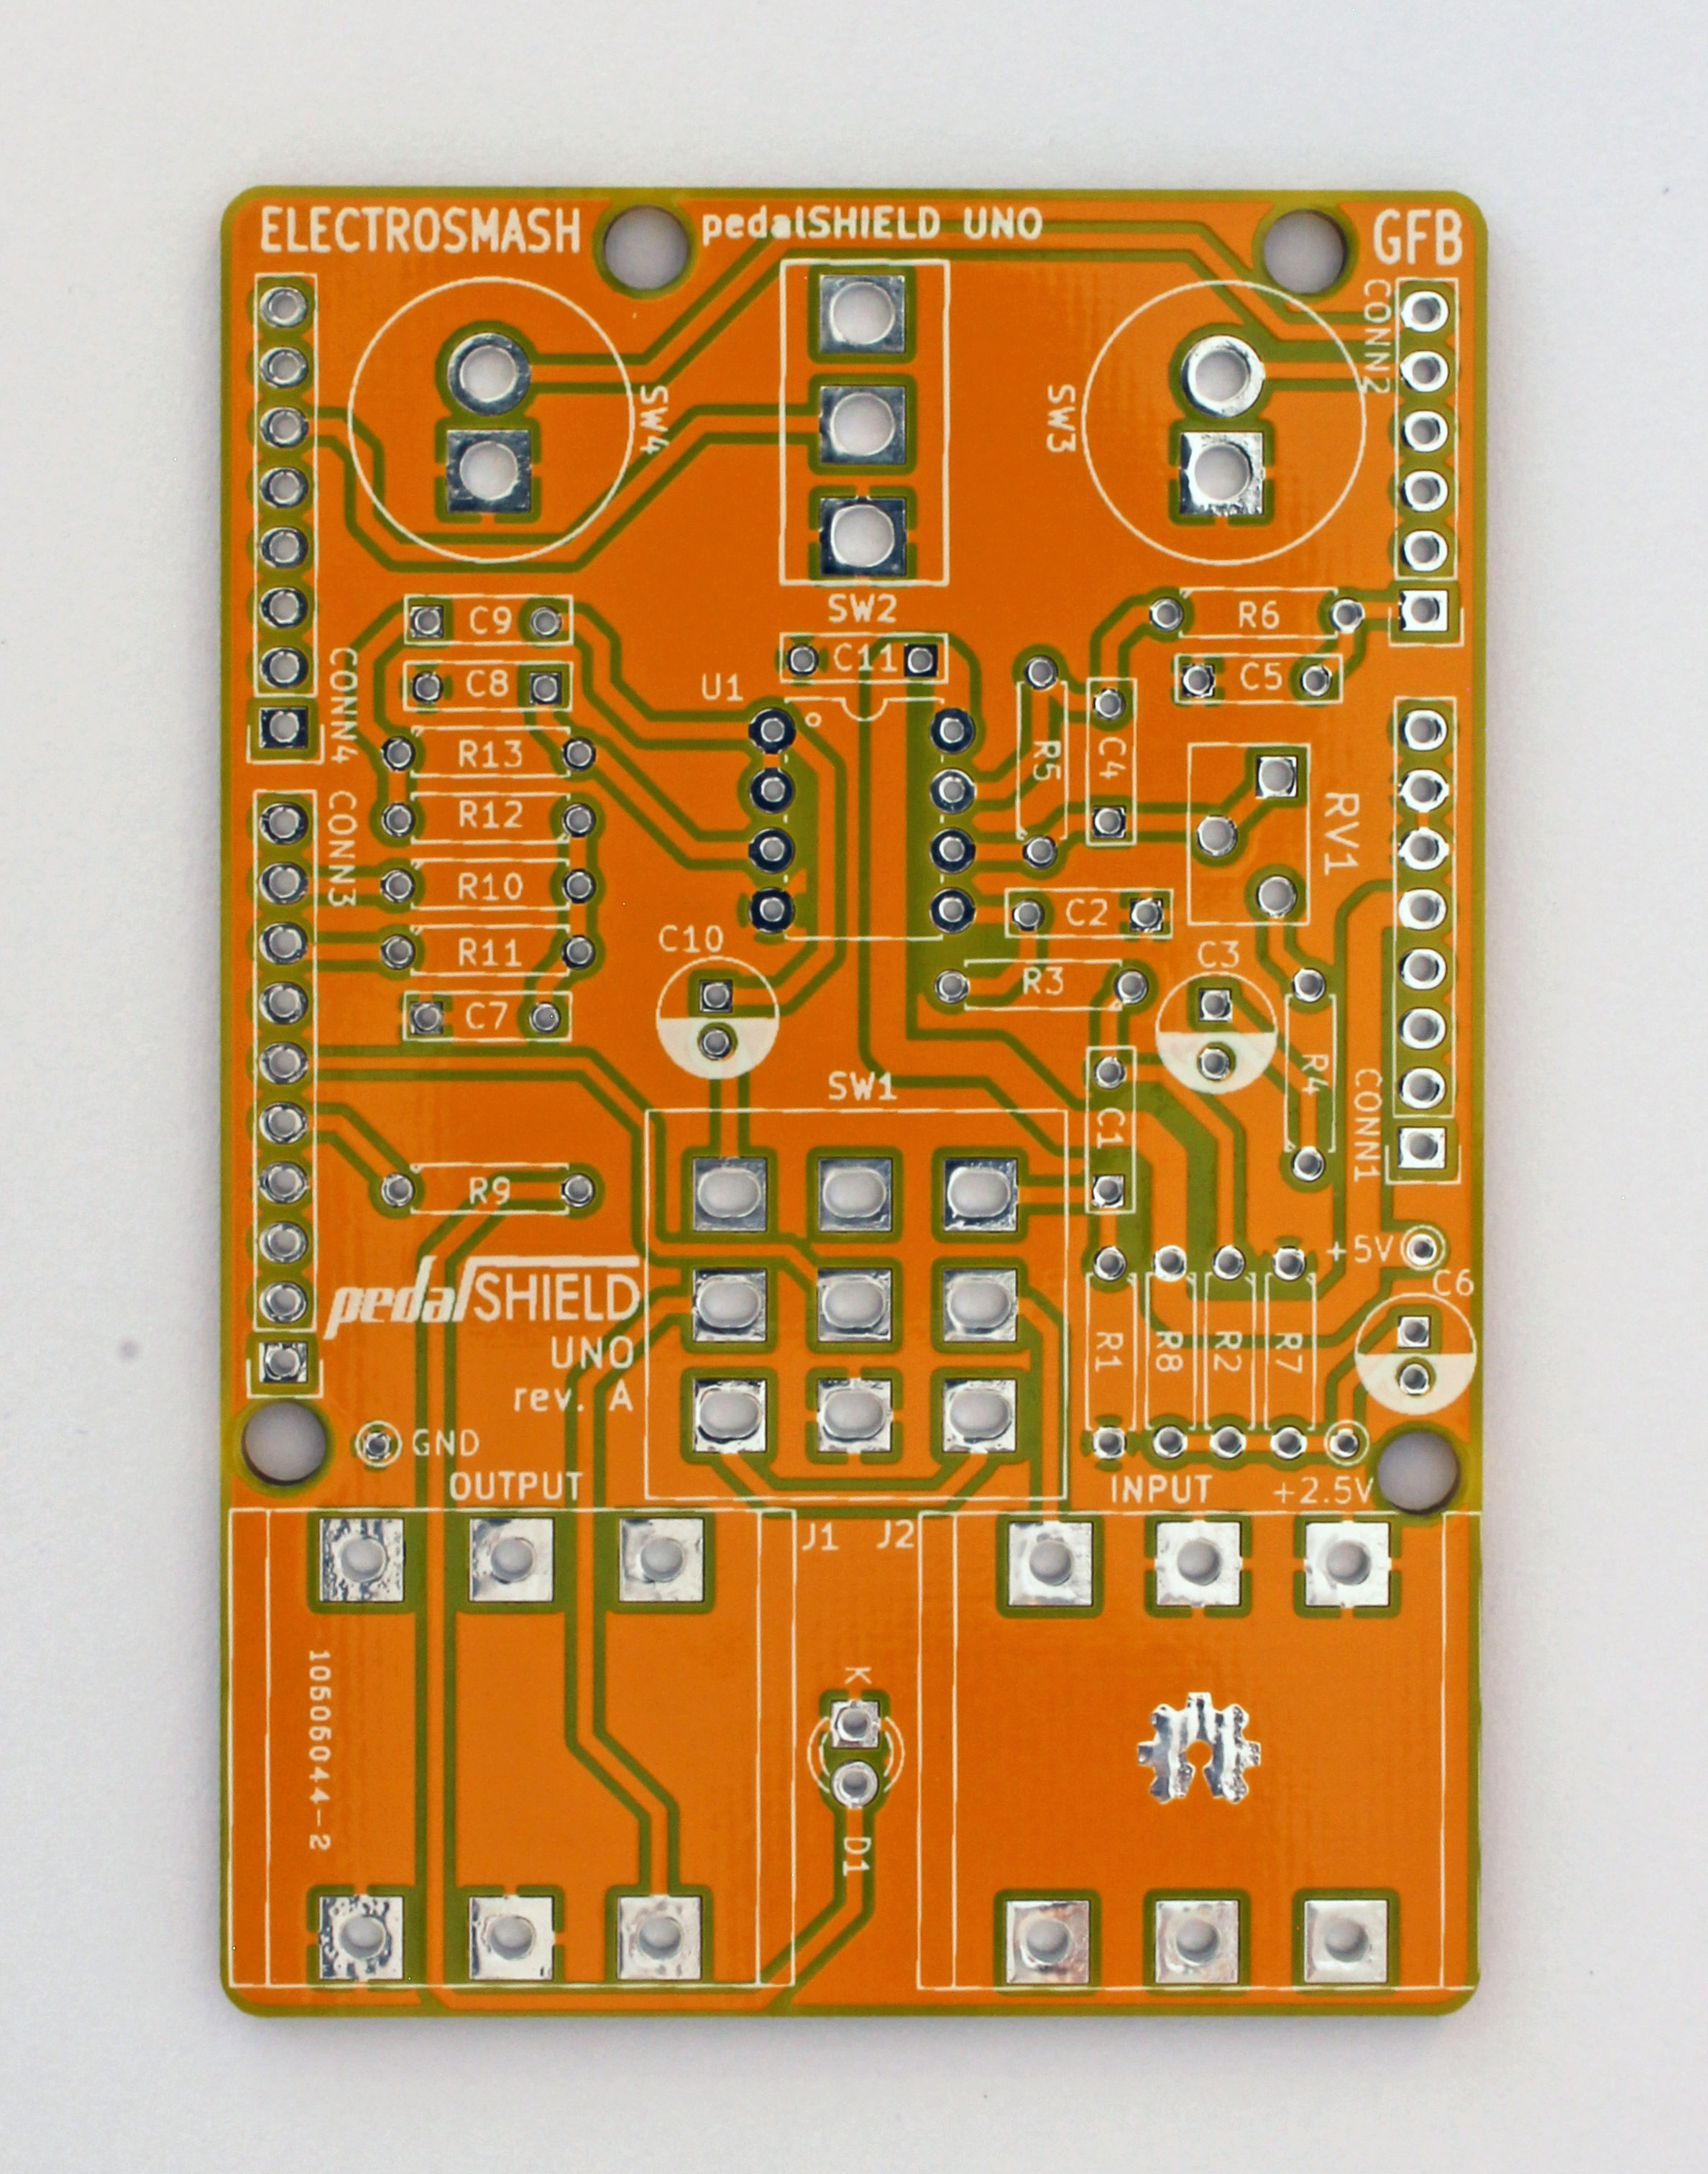 ELECTROSMASH
pedalSHIELD UNO
GFB
CONN2
SW4
SW3
SW2
C9
R6
C11
C8
C5
U1
CONN4
R13
R5
C4
RV1
R12
CONN3
R10
C2
C10
R11
C3
R3
C7
R4
SW1
CONN1
C1
R9
+5V
C6
pedalSHIELD
UNO
rev. A
R1
R8
R2
R7
GND
OUTPUT
INPUT
+2.5V
J1
J2
K
1050504A-2
D1